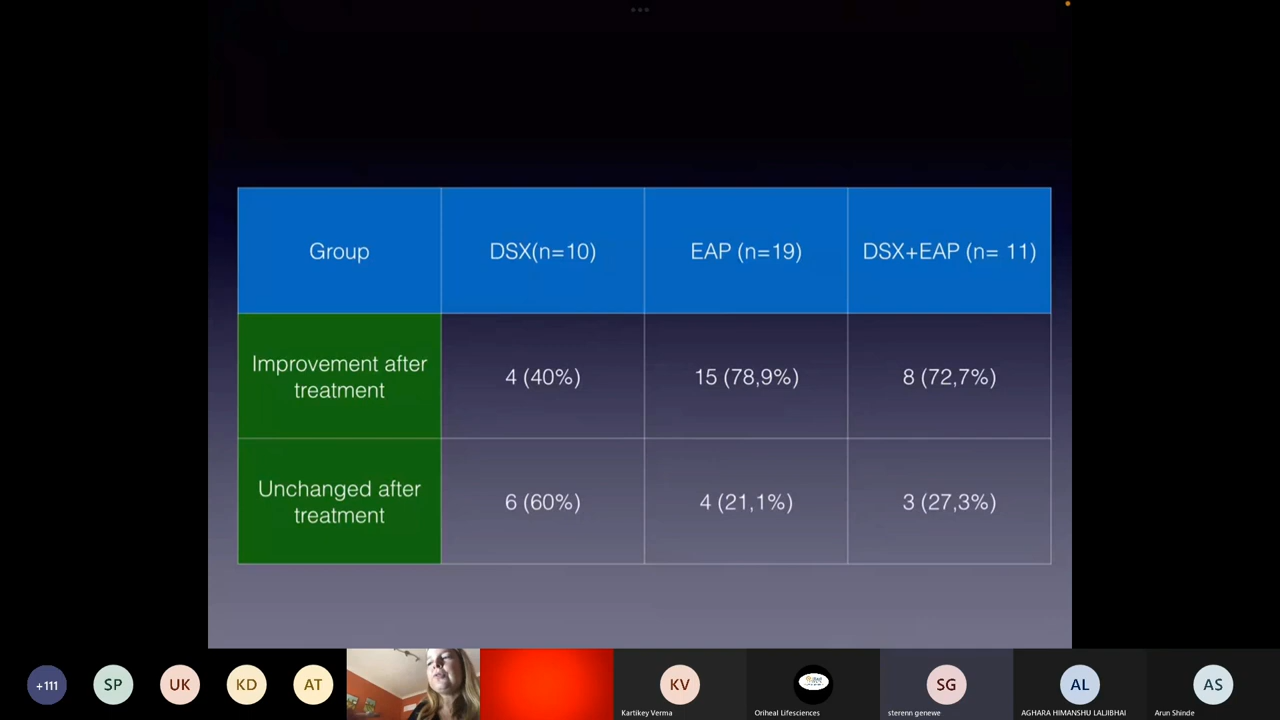 Group
DSX(n=10)
EAP (n=19)
DSX+EAP (n= 11)
Improvement after
treatment
4 (40%)
15 (78,9%)
8 (72,7%)
Unchanged after
treatment
6 (60%)
4 (21,1%)
3 (27,3%)
+111
SP
UK
KD
AT
KV
Kartikey Verma
Oriheal Lifesciences
SG
sterenn genewe
AL
AGHARA HIMANSHU LALJIBHAI
AS
Arun Shinde